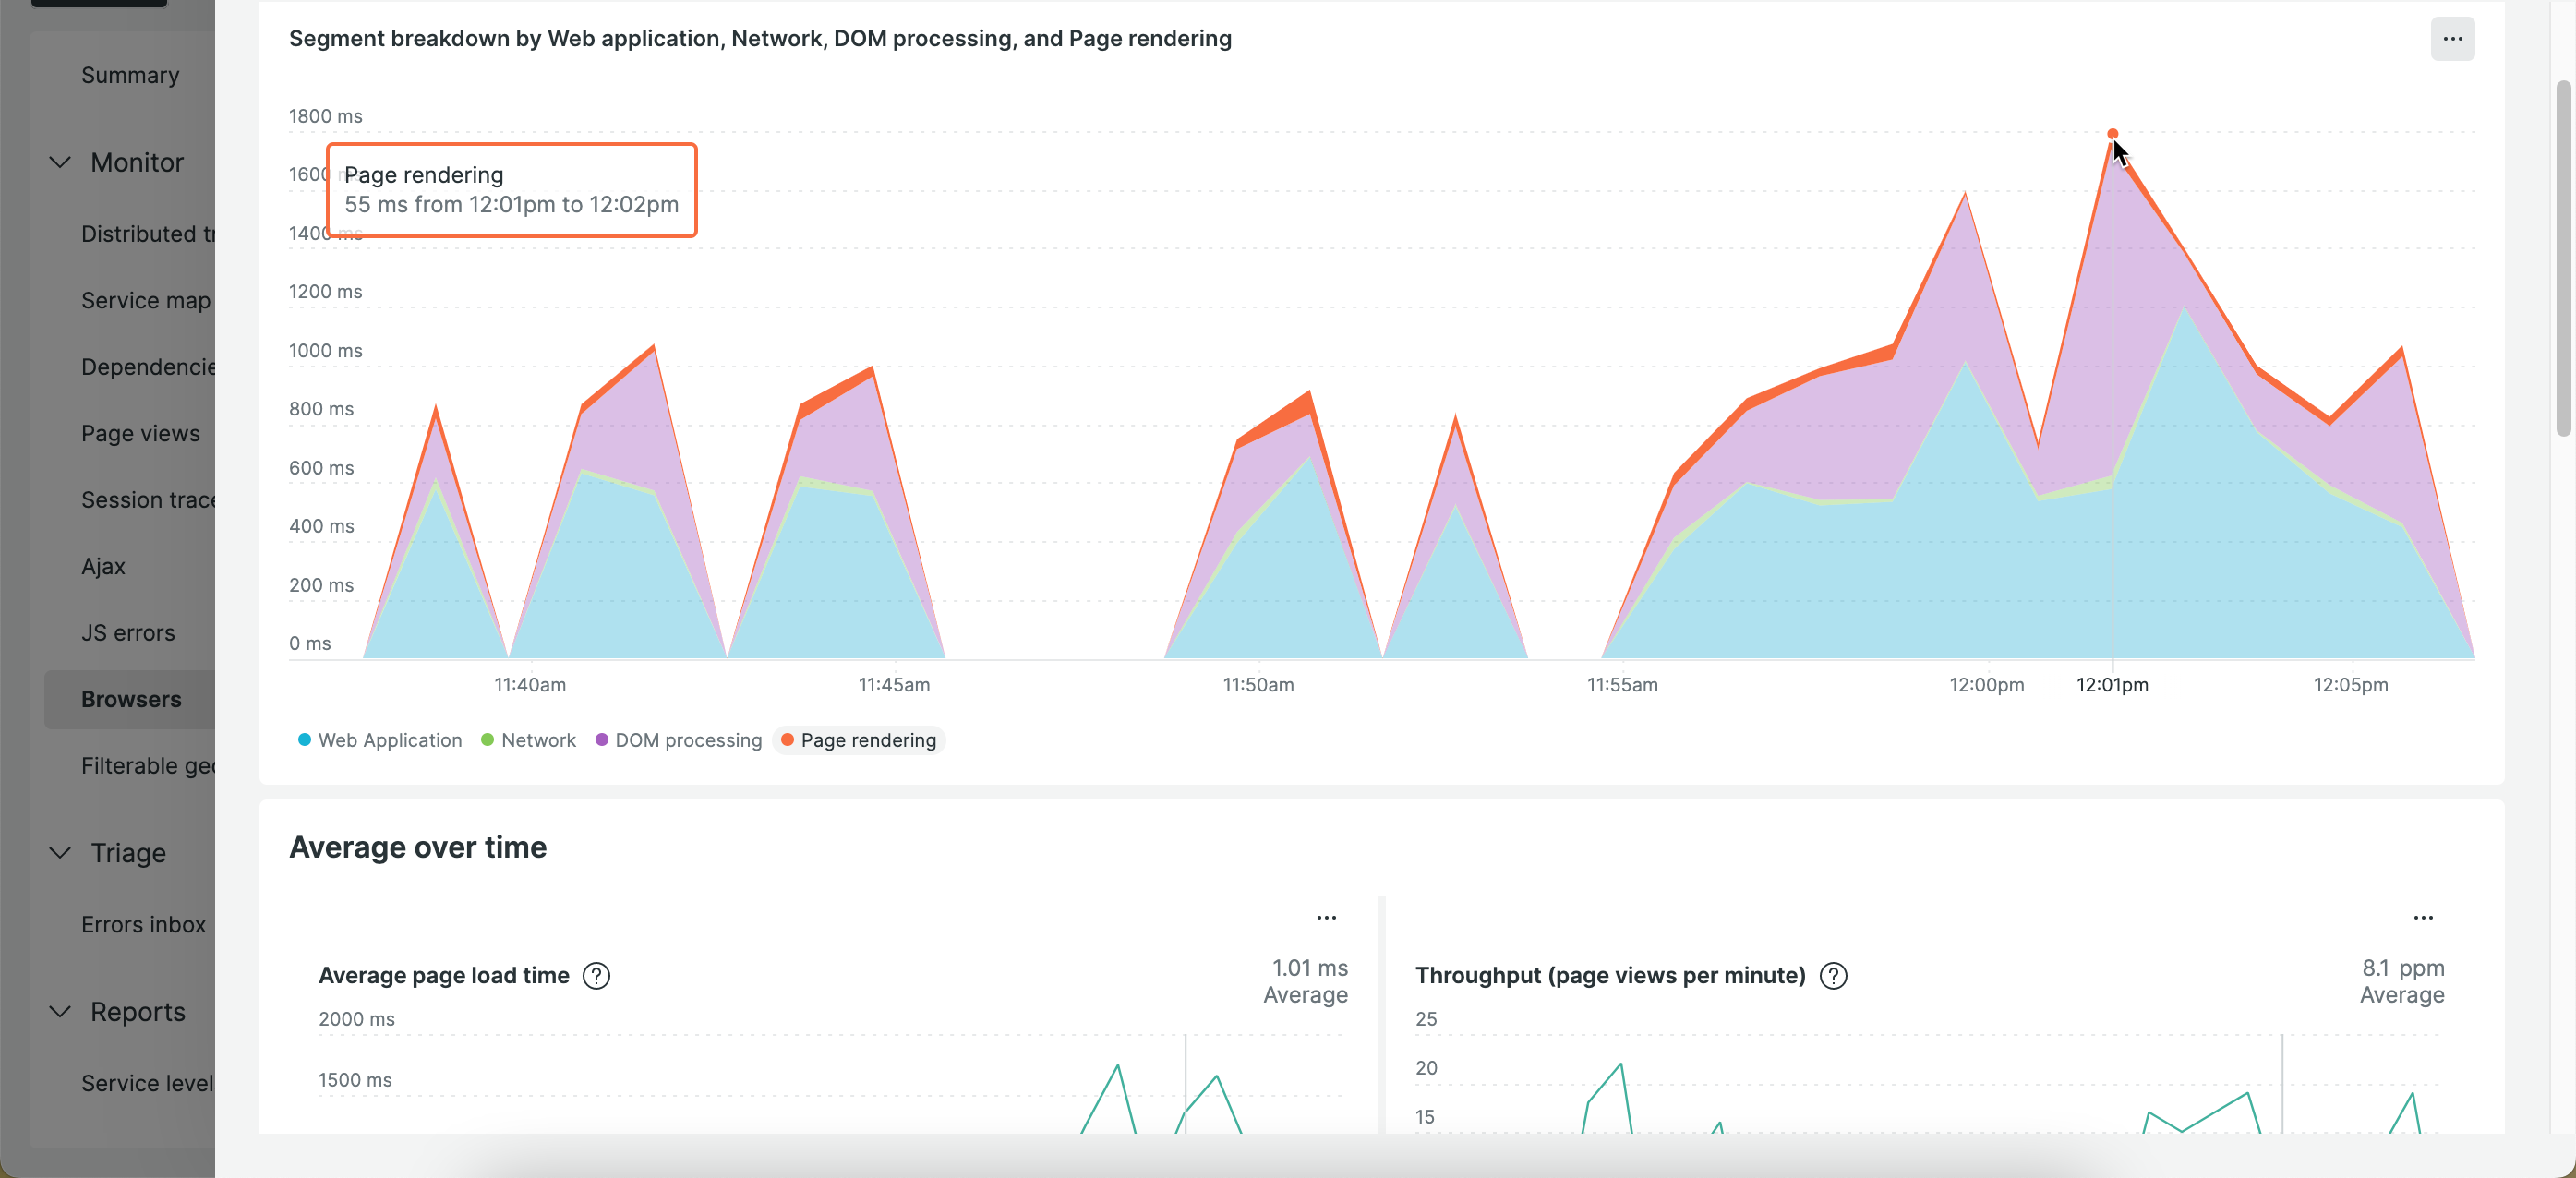 Segment breakdown by Web application, Network, DOM processing, and Page rendering
...
Summary
Monitor
Distributed tr
Service map
Dependencie
Page views
Session trace
Ajax
JS errors
Browsers
Filterable geo
Triage
Errors inbox
Reports
Service level
1800 ms
1600
Page rendering
55 ms from 12:01pm to 12:02pm
1400 ms
1200 ms
1000 ms
800 ms
600 ms
400 ms
200 ms
0 ms
11:40am 11:45am 11:50am 11:55am 12:00pm 12:01pm 12:05pm
Web Application Network DOM processing Page rendering
Average over time
...
Average page load time ?
1.01 ms
Average
2000 ms
1500 ms
...
Throughput (page views per minute) ?
8.1 ppm
Average
25
20
15